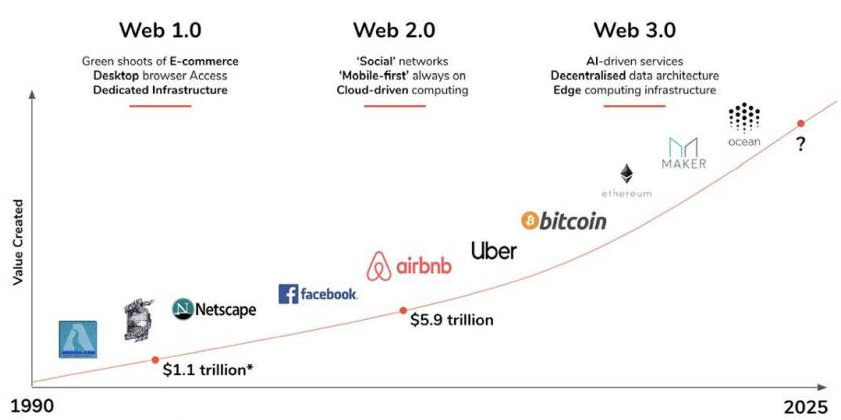 Web 1.0
Green shoots of E-commerce
Desktop browser Access
Dedicated Infrastructure
Web 2.0
‘Social’ networks
‘Mobile-first’ always on
Cloud-driven computing
Web 3.0
AI-driven services
Decentralised data architecture
Edge computing infrastructure
Value Created
Netscape
facebook.
airbnb
Uber
bitcoin
ethereum
MAKER
ocean
?
$1.1 trillion*
$5.9 trillion
1990
2025